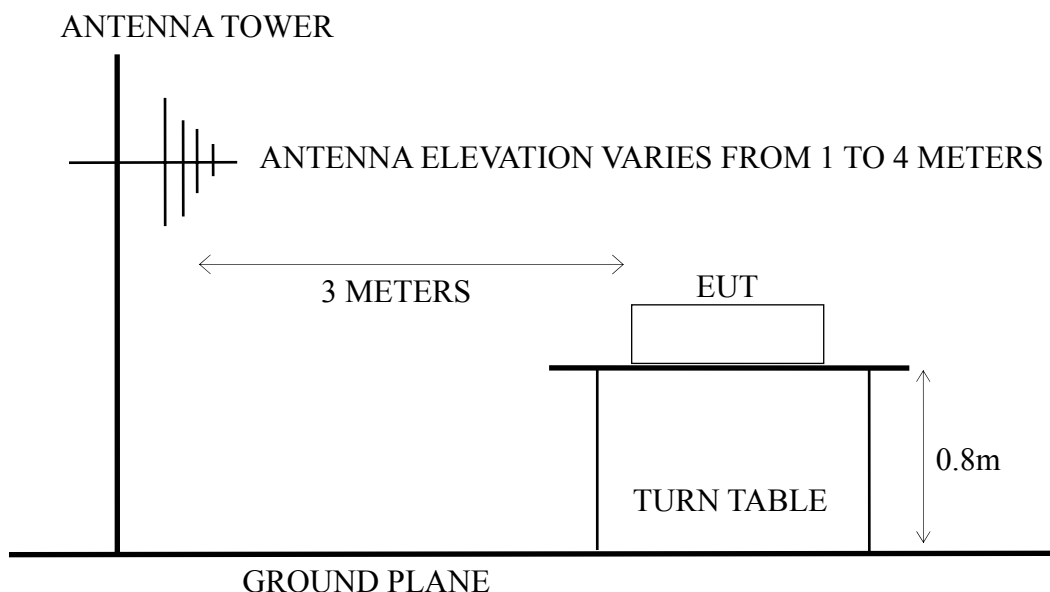 ANTENNA TOWER
ANTENNA ELEVATION VARIES FROM 1 TO 4 METERS
3 METERS
EUT
0.8m
TURN TABLE
GROUND PLANE